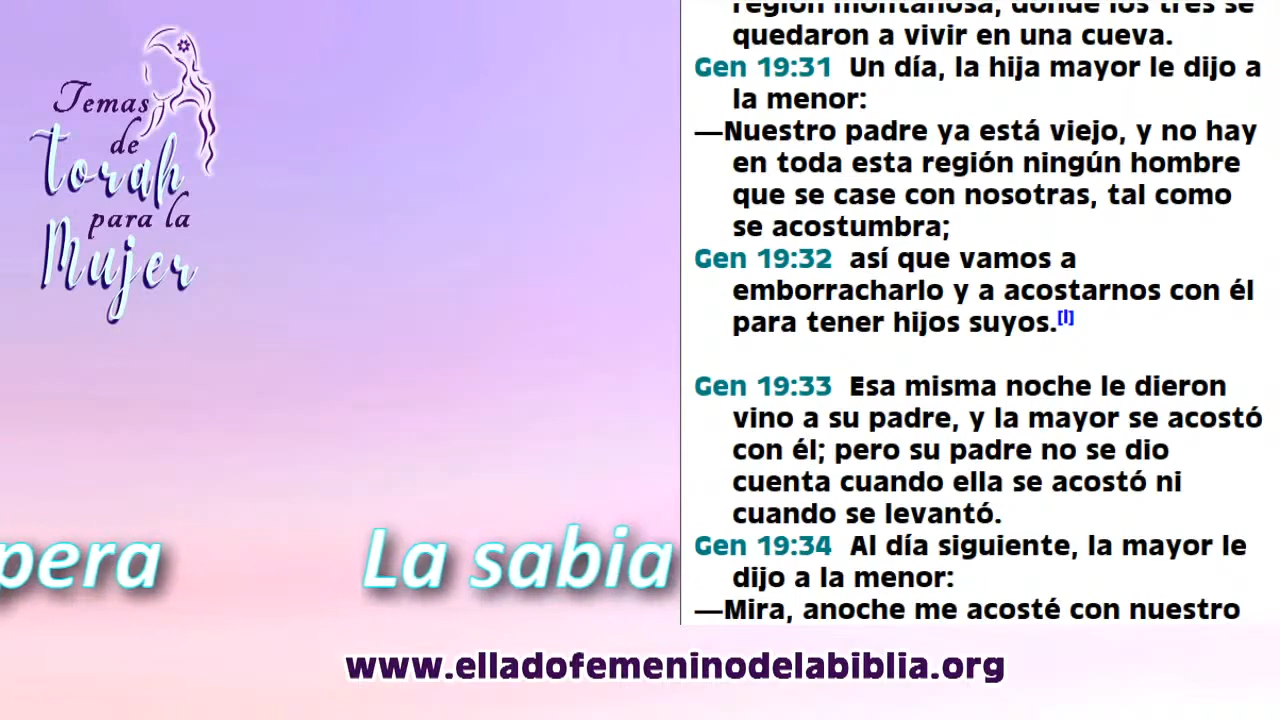 Temas
de
torah
para la
Mujer
región montañosa, donde los tres se
quedaron a vivir en una cueva.
Gen 19:31 Un día, la hija mayor le dijo a
la menor:
—Nuestro padre ya está viejo, y no hay
en toda esta región ningún hombre
que se case con nosotras, tal como
se acostumbra;
Gen 19:32 así que vamos a
emborracharlo y a acostarnos con él
para tener hijos suyos.[l]
Gen 19:33 Esa misma noche le dieron
vino a su padre, y la mayor se acostó
con él; pero su padre no se dio
cuenta cuando ella se acostó ni
cuando se levantó.
Gen 19:34 Al día siguiente, la mayor le
dijo a la menor:
—Mira, anoche me acosté con nuestro
pera La sabia
www.elladofemeninodelabiblia.org